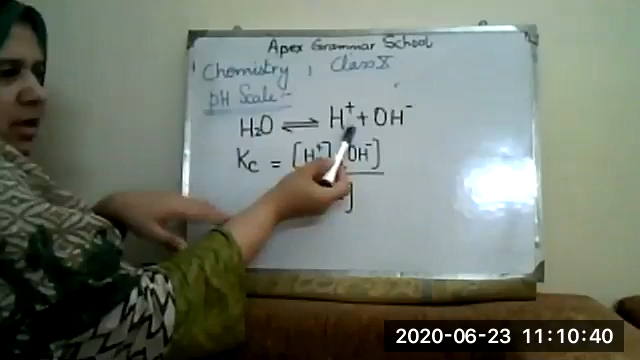 Apex Grammar School
Chemistry , Class X
pH Scale :-
H₂O ⇌ H⁺ + OH⁻
Kc = [H⁺] [OH⁻]
]
2020-06-23 11:10:40